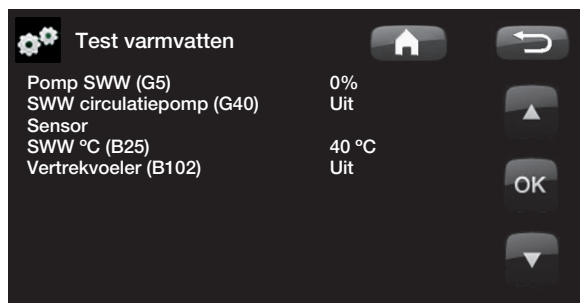 Test varmvatten
Pomp SWW (G5) 0%
SWW circulatiepomp (G40) Uit
Sensor
SWW ºC (B25) 40 ºC
Vertrekvoeler (B102) Uit
OK